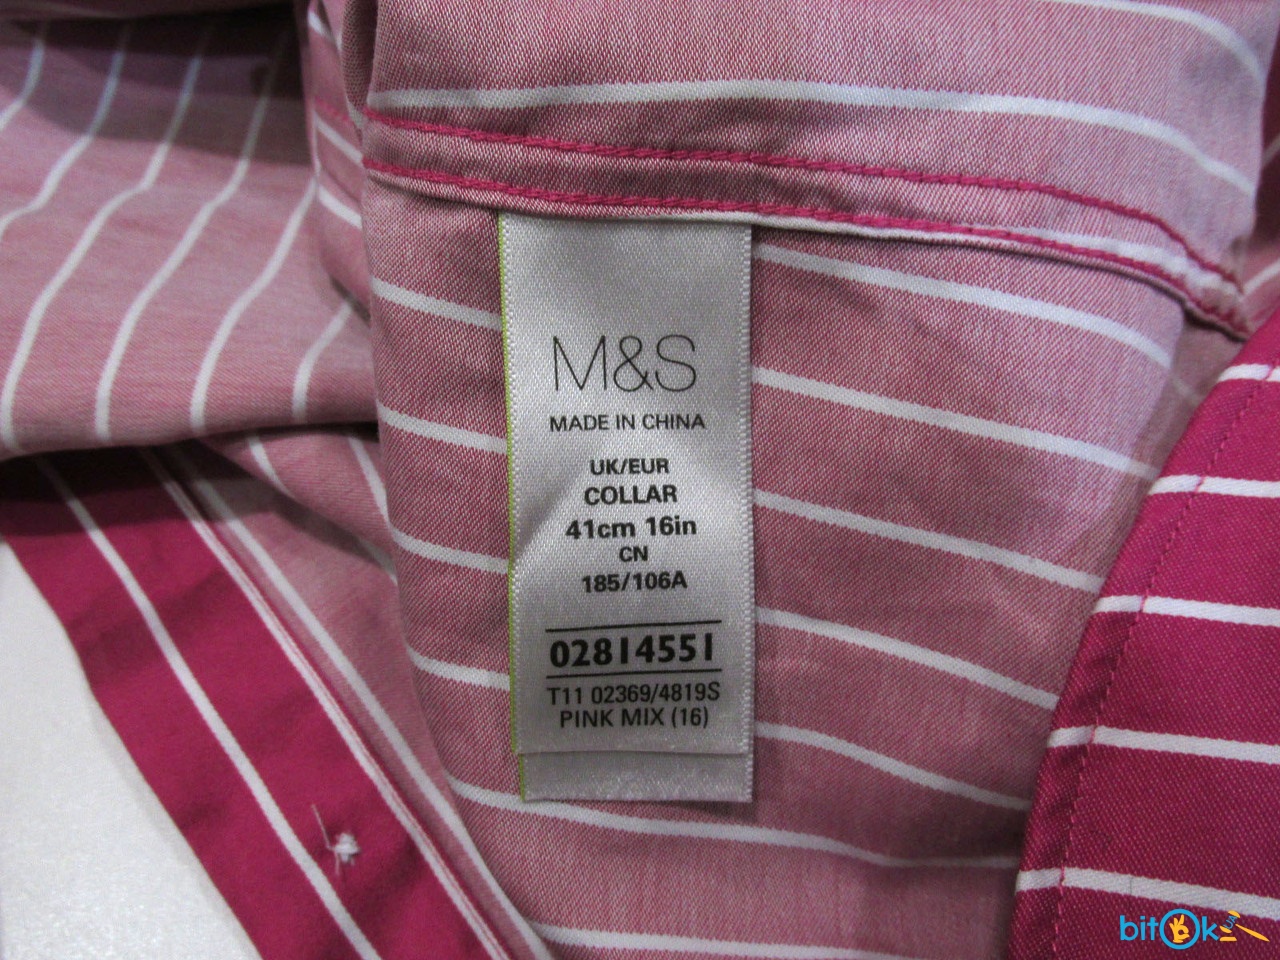 M&S
MADE IN CHINA
UK/EUR
COLLAR
41cm 16in
CN
185/106A
02814551
T11 02369/4819S
PINK MIX (16)
bitOk